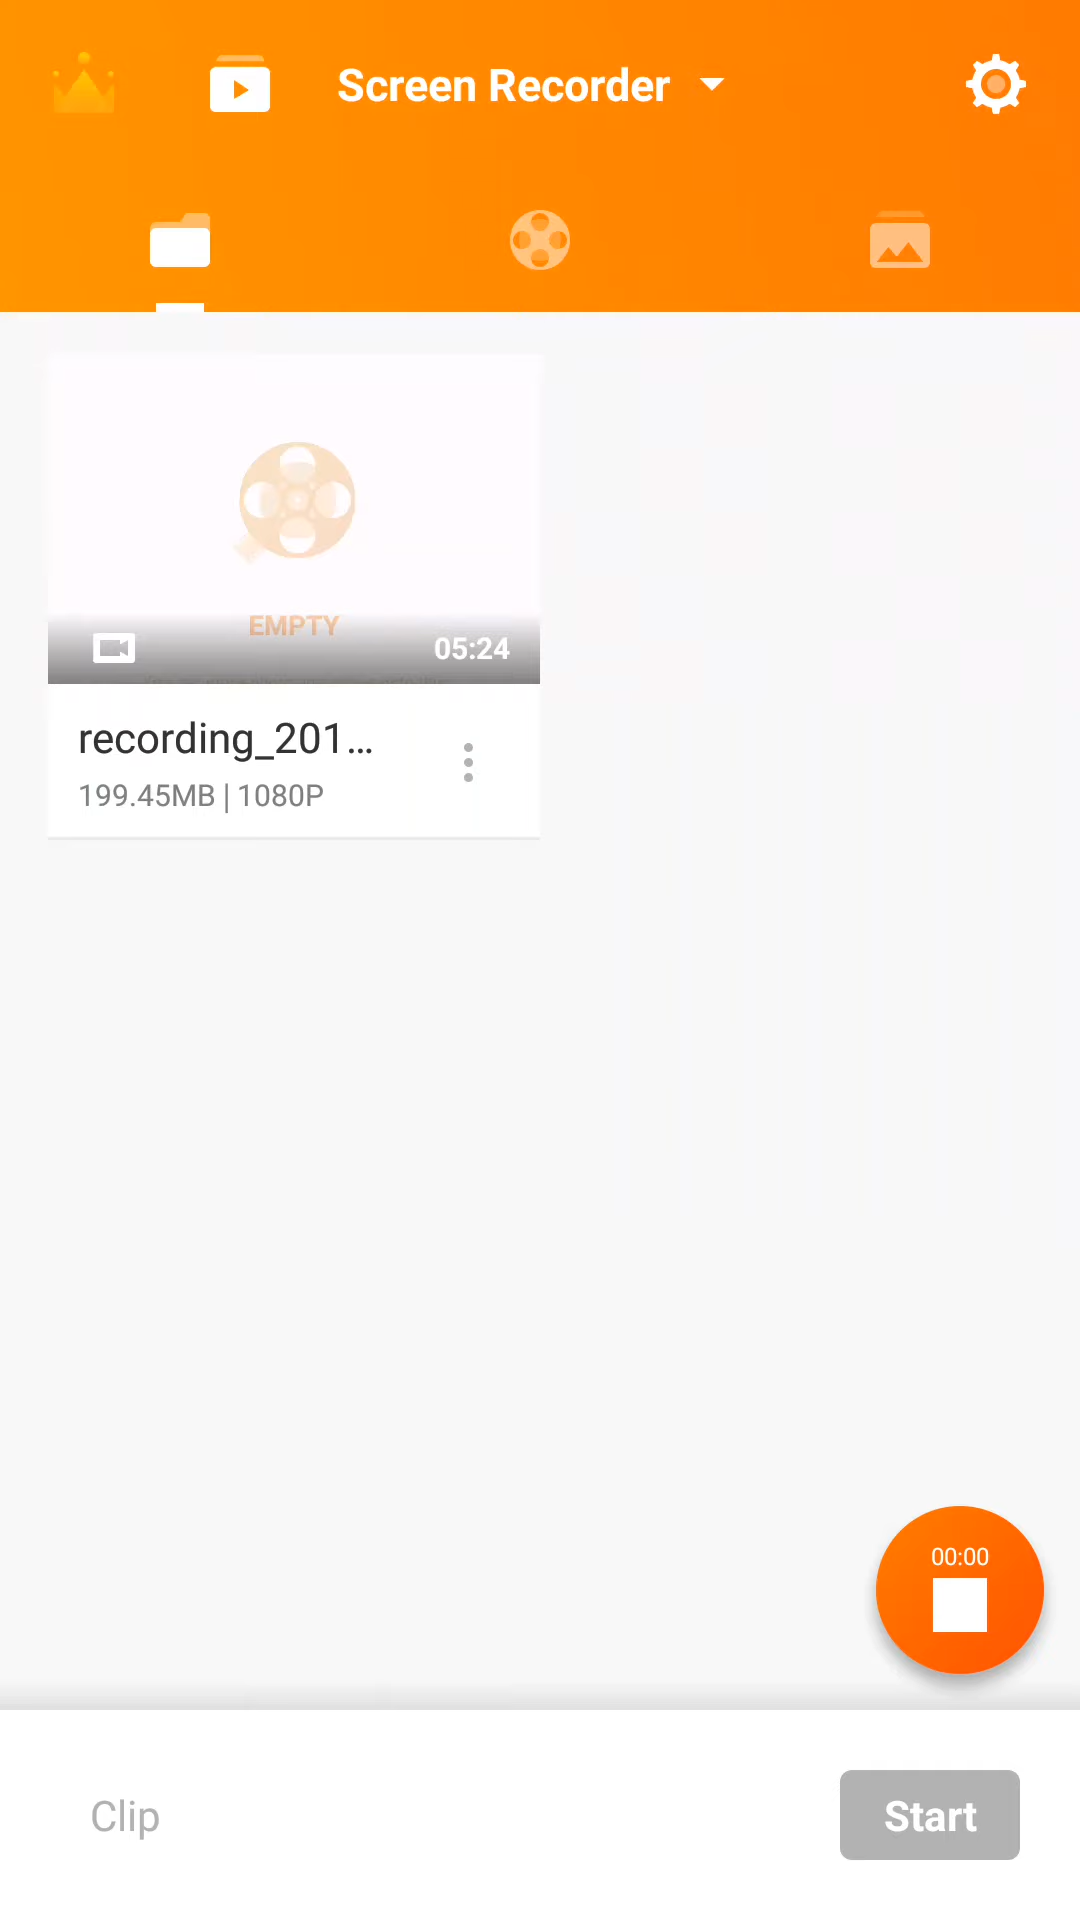 Screen Recorder
EMPTY
05:24
recording_201...
199.45MB | 1080P
00:00
Clip
Start